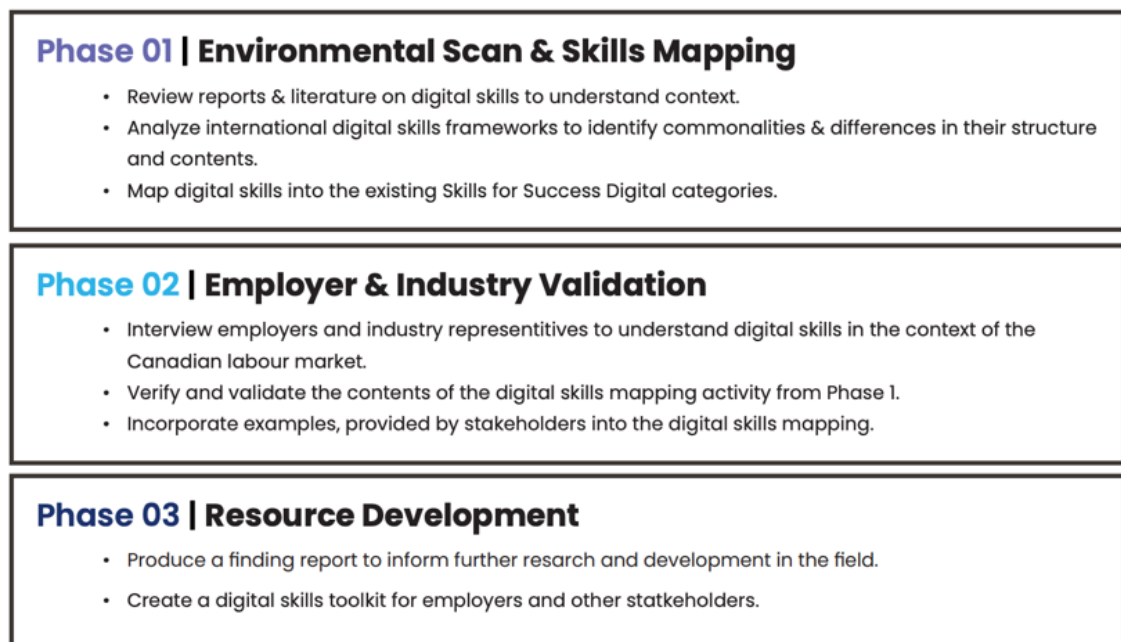 Phase 01 | Environmental Scan & Skills Mapping
• Review reports & literature on digital skills to understand context.
• Analyze international digital skills frameworks to identify commonalities & differences in their structure
and contents.
• Map digital skills into the existing Skills for Success Digital categories.
Phase 02 | Employer & Industry Validation
• Interview employers and industry representitives to understand digital skills in the context of the
Canadian labour market.
• Verify and validate the contents of the digital skills mapping activity from Phase 1.
• Incorporate examples, provided by stakeholders into the digital skills mapping.
Phase 03 | Resource Development
• Produce a finding report to inform further resarch and development in the field.
• Create a digital skills toolkit for employers and other statkeholders.